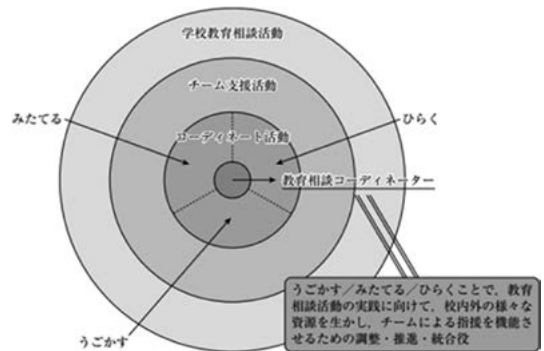 学校教育相談活動
チーム支援活動
みたてる
ひらく
コーディネート活動
教育相談コーディネーター
うごかす／みたてる／ひらくことで，教育
相談活動の実践に向けて，校内外の様々な
資源を生かし，チームによる指援を機能さ
せるための調整・推進・統合役
うごかす